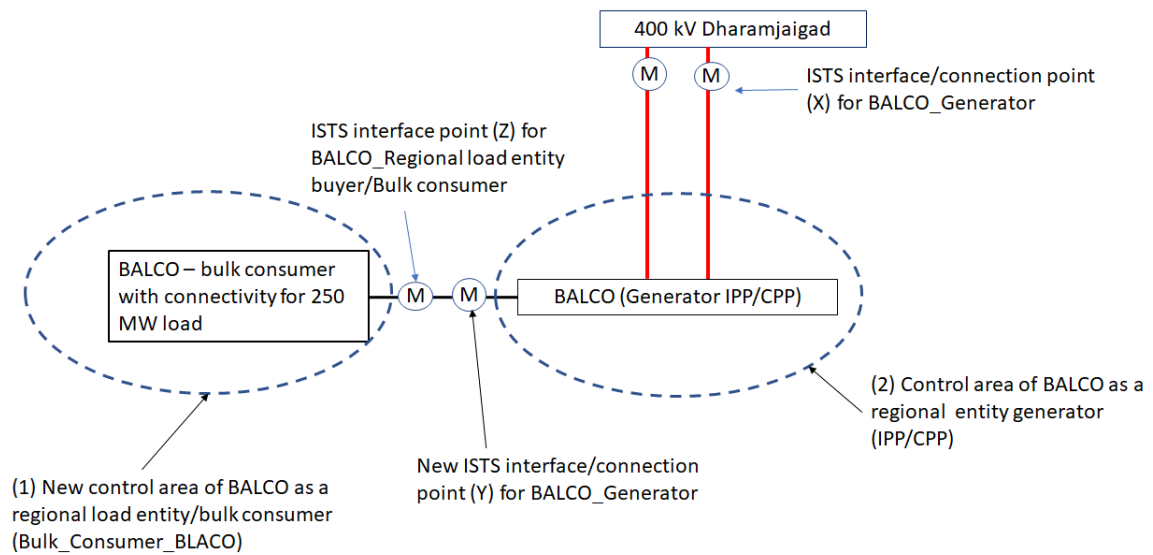 400 kV Dharamjaigad
M
M
ISTS interface/connection point
(X) for BALCO_Generator
ISTS interface point (Z) for
BALCO_Regional load entity
buyer/Bulk consumer
BALCO – bulk consumer
with connectivity for 250
MW load
M
M
BALCO (Generator IPP/CPP)
(2) Control area of BALCO as a
regional entity generator
(IPP/CPP)
New ISTS interface/connection
point (Y) for BALCO_Generator
(1) New control area of BALCO as a
regional load entity/bulk consumer
(Bulk_Consumer_BLACO)